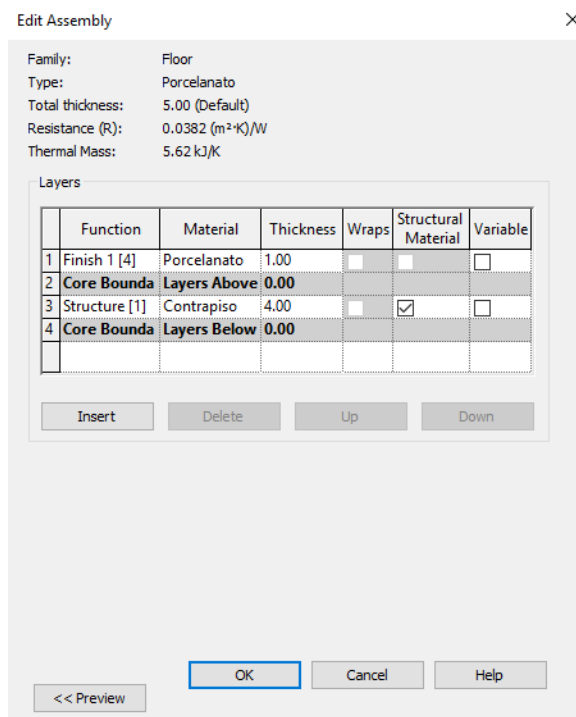 Edit Assembly
Family: Floor
Type: Porcelanato
Total thickness: 5.00 (Default)
Resistance (R): 0.0382 (m²·K)/W
Thermal Mass: 5.62 kJ/K
Layers
Function Material Thickness Wraps Structural Material Variable
1 Finish 1 [4] Porcelanato 1.00
2 Core Bounda Layers Above 0.00
3 Structure [1] Contrapiso 4.00
4 Core Bounda Layers Below 0.00
Insert Delete Up Down
OK Cancel Help
<< Preview